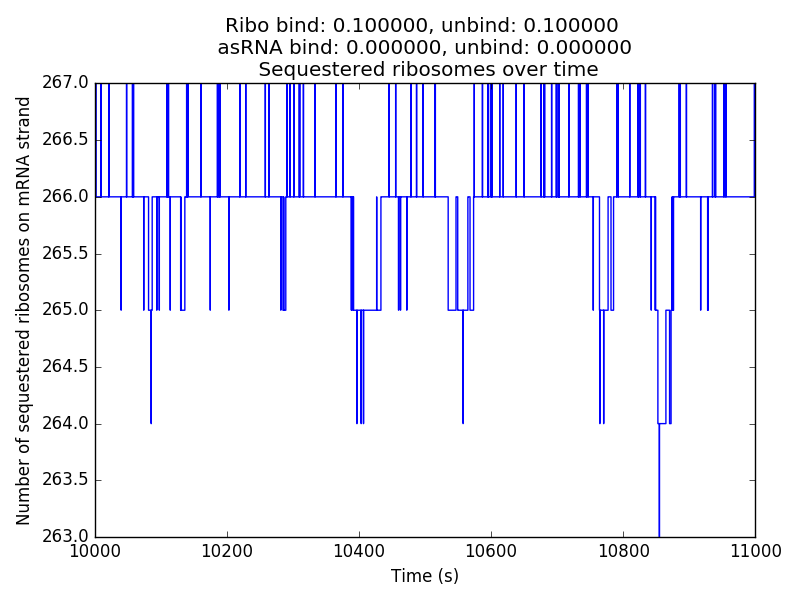 Ribo bind: 0.100000, unbind: 0.100000
asRNA bind: 0.000000, unbind: 0.000000
Sequestered ribosomes over time
Number of sequestered ribosomes on mRNA strand
267.0
266.5
266.0
265.5
265.0
264.5
264.0
263.5
263.0
10000 10200 10400 10600 10800 11000
Time (s)